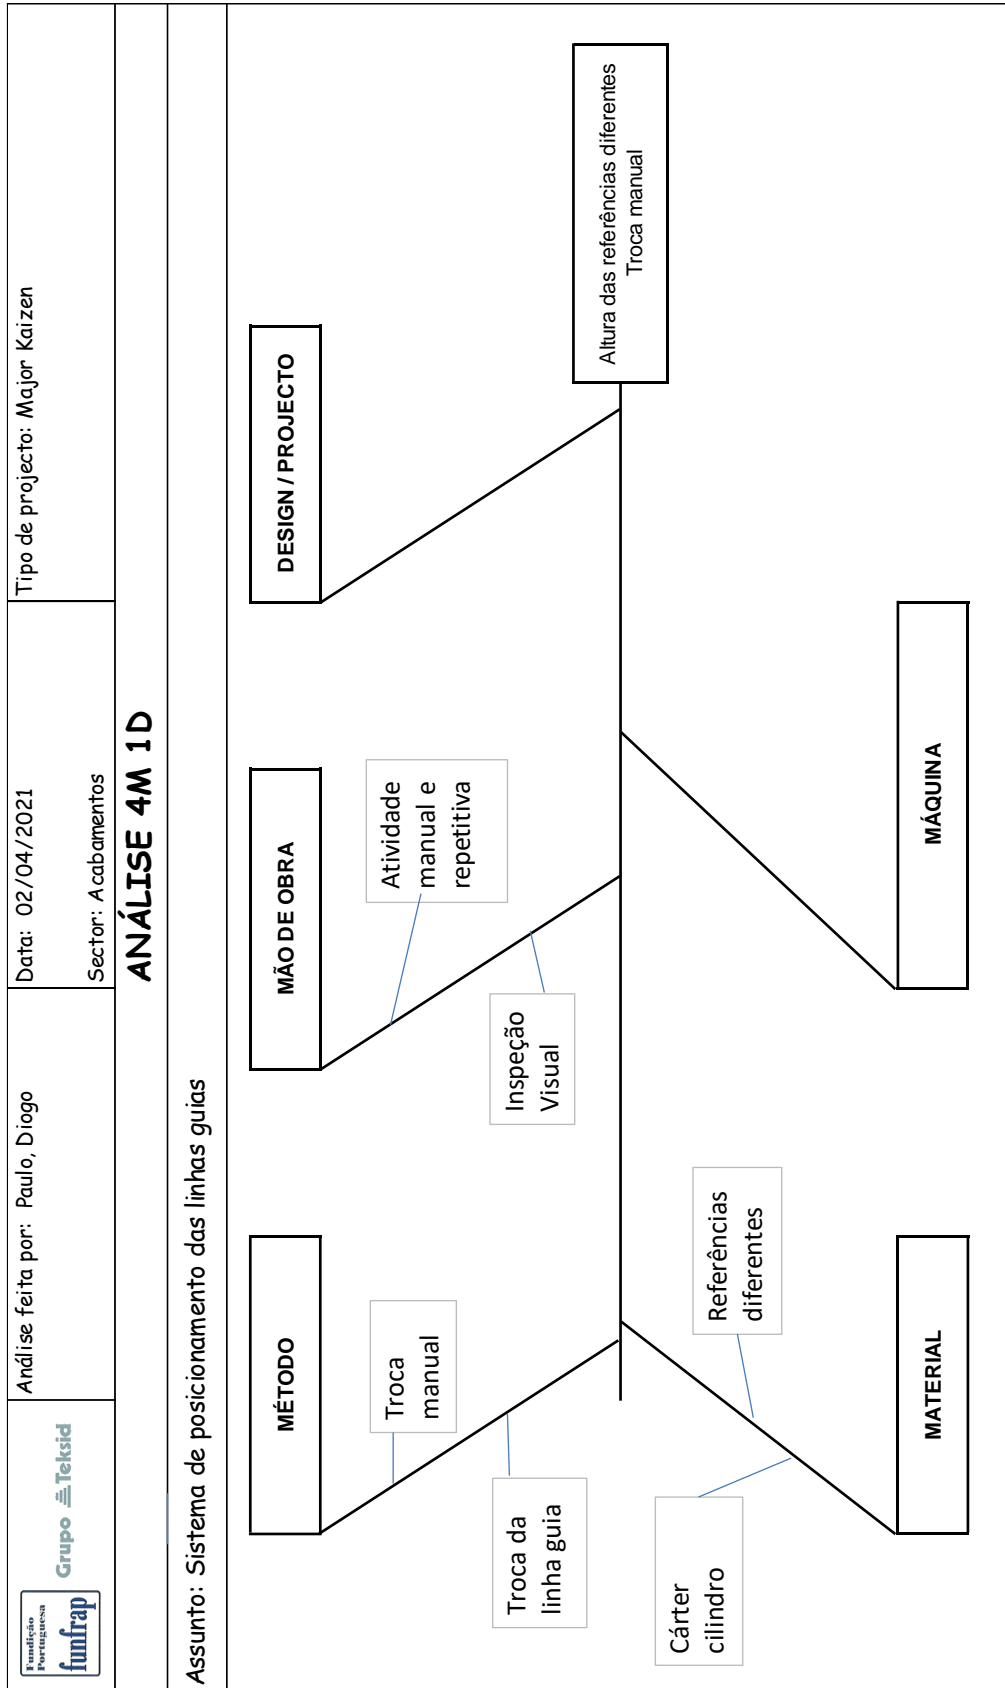 Fundição
Portuguesa
funfrap
Grupo Teksid
Análise feita por: Paulo, Diogo
Data: 02/04/2021
Sector: Acabamentos
Tipo de projecto: Major Kaizen
ANÁLISE 4M 1D
Assunto: Sistema de posicionamento das linhas guias
MÉTODO
MÃO DE OBRA
DESIGN / PROJECTO
Troca
manual
Atividade
manual e
repetitiva
Troca da
linha guia
Inspeção
Visual
Altura das referências diferentes
Troca manual
Cárter
cilindro
Referências
diferentes
MATERIAL
MÁQUINA